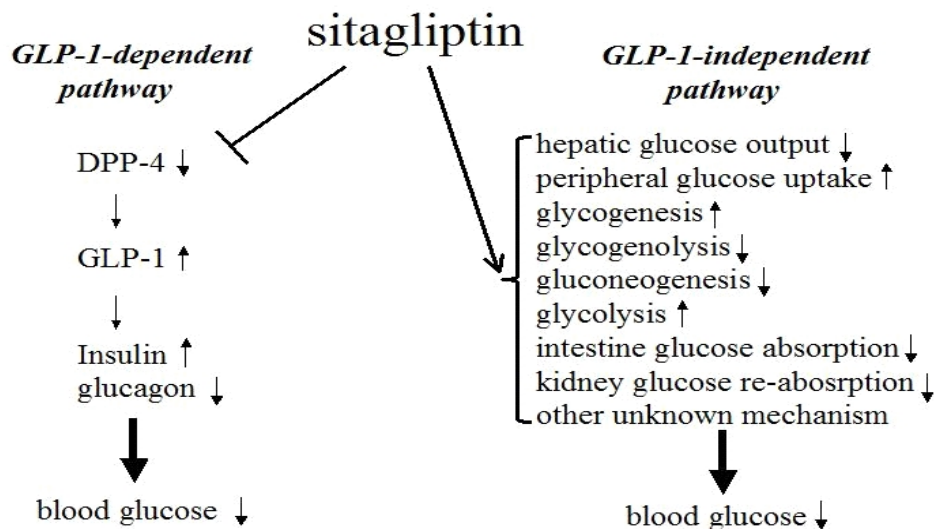 sitagliptin
GLP-1-dependent
pathway
DPP-4 ↓
GLP-1 ↑
Insulin ↑
glucagon ↓
blood glucose ↓
GLP-1-independent
pathway
hepatic glucose output ↓
peripheral glucose uptake ↑
glycogenesis ↑
glycogenolysis ↓
gluconeogenesis ↓
glycolysis ↑
intestine glucose absorption ↓
kidney glucose re-abosrption ↓
other unknown mechanism
blood glucose ↓